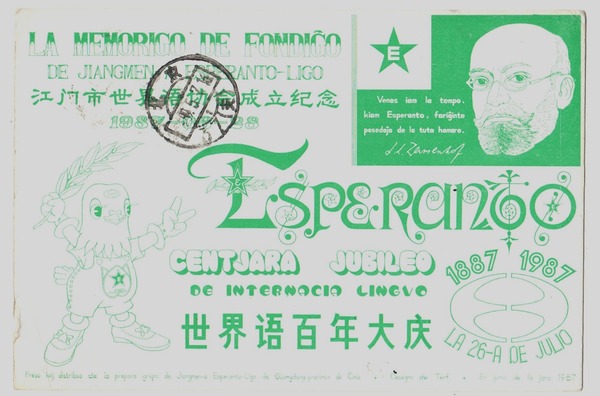 LA MEMORIGO DE FONDIĜO
DE JIANGMEN-A ESPERANTO-LIGO
江门市世界语协会成立纪念
E
Venos iam la tempo,
kiam Esperanto, fariĝinte
posedaĵo de la tuta homaro,
L. L. Zamenhof
ESPERANTO
CENTJARA JUBILEO
DE INTERNACIA LINGVO
1887 1987
LA 26-A DE JULIO
世界语百年大庆